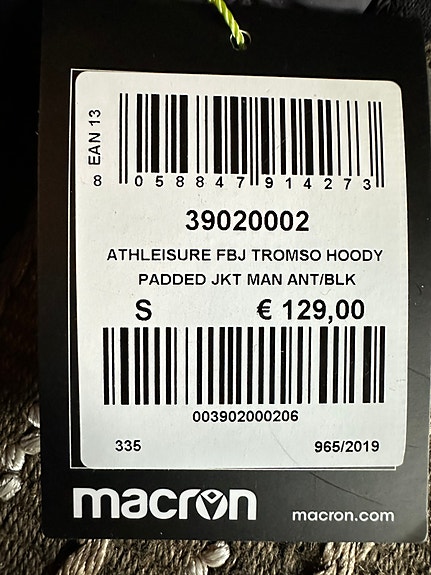 EAN 13
8 058847 914273
39020002
ATHLEISURE FBJ TROMSO HOODY
PADDED JKT MAN ANT/BLK
S € 129,00
003902000206
335 965/2019
macron macron.com